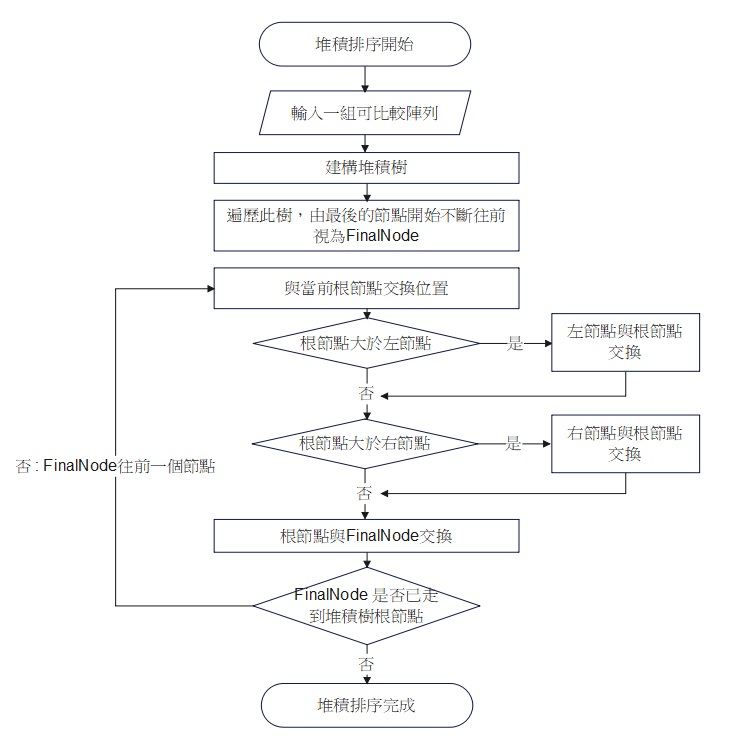 堆積排序開始
輸入一組可比較陣列
建構堆積樹
遍歷此樹，由最後的節點開始不斷往前
視為FinalNode
與當前根節点交換位置
根節點大於左節點
是
左節點與根節點
交換
否
根節點大於右節點
是
右節點與根節點
交換
否
否 : FinalNode往前一個節点
根節点與FinalNode交換
FinalNode 是否已走
到堆積樹根節点
否
堆積排序完成